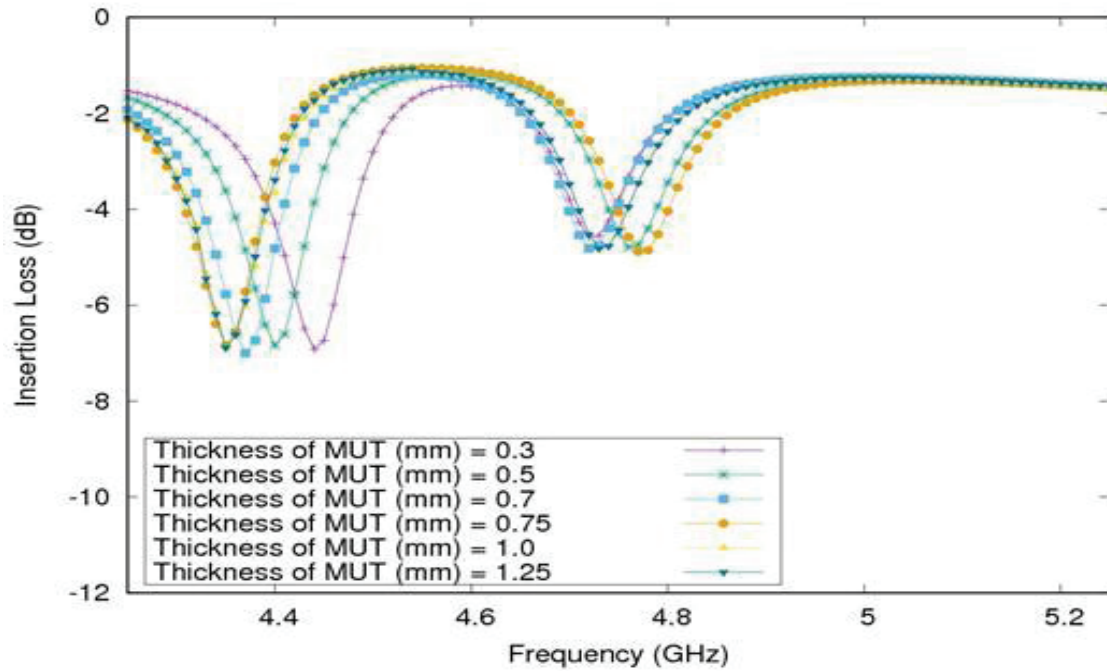 0
-2
-4
-6
-8
-10
-12
Insertion Loss (dB)
Thickness of MUT (mm) = 0.3
Thickness of MUT (mm) = 0.5
Thickness of MUT (mm) = 0.7
Thickness of MUT (mm) = 0.75
Thickness of MUT (mm) = 1.0
Thickness of MUT (mm) = 1.25
4.4 4.6 4.8 5 5.2
Frequency (GHz)